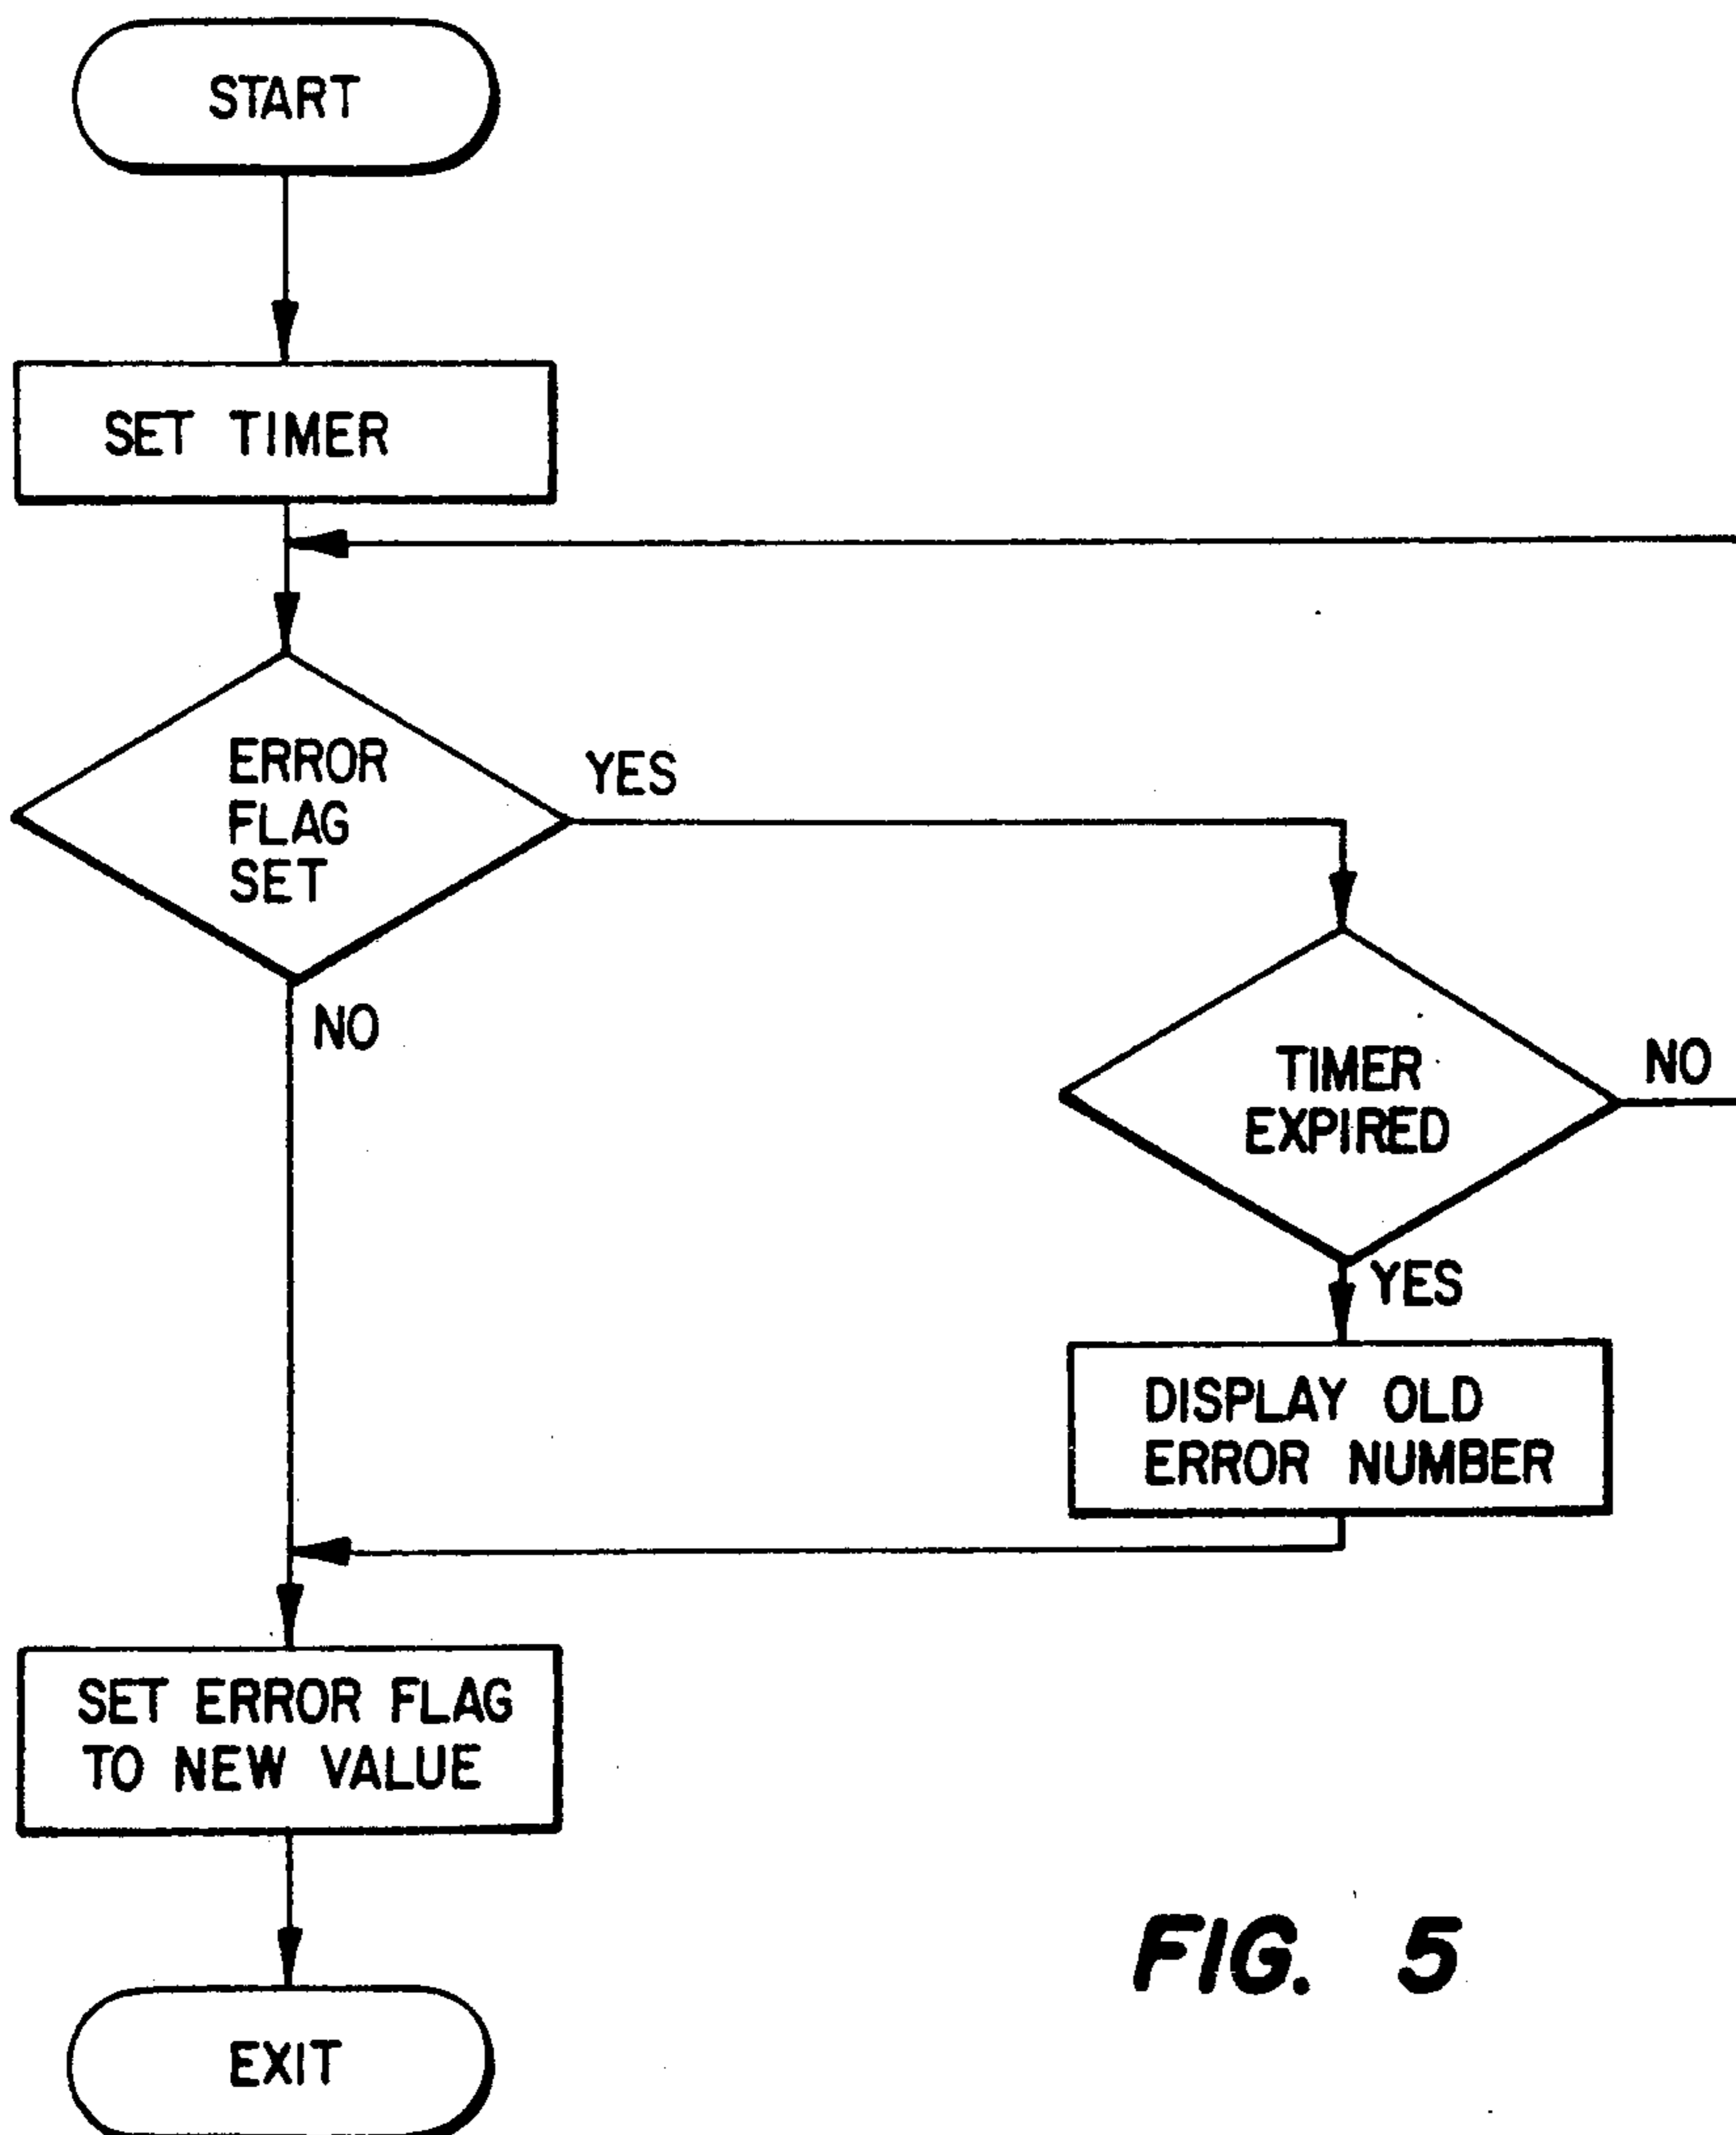 START
SET TIMER
ERROR
FLAG
SET
YES
NO
TIMER
EXPIRED
NO
YES
DISPLAY OLD
ERROR NUMBER
SET ERROR FLAG
TO NEW VALUE
EXIT
FIG. 5